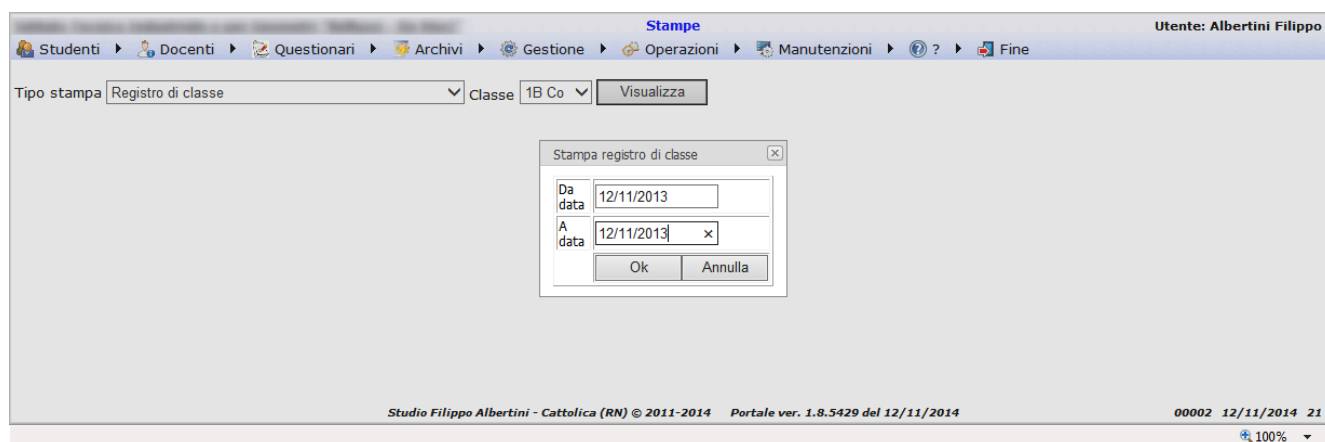 Stampe Utente: Albertini Filippo
Studenti Docenti Questionari Archivi Gestione Operazioni Manutenzioni ? Fine
Tipo stampa Registro di classe Classe 1B Co Visualizza
Stampa registro di classe
Da data 12/11/2013
A data 12/11/2013
Ok Annulla
Studio Filippo Albertini - Cattolica (RN) © 2011-2014 Portale ver. 1.8.5429 del 12/11/2014 00002 12/11/2014 21
100%